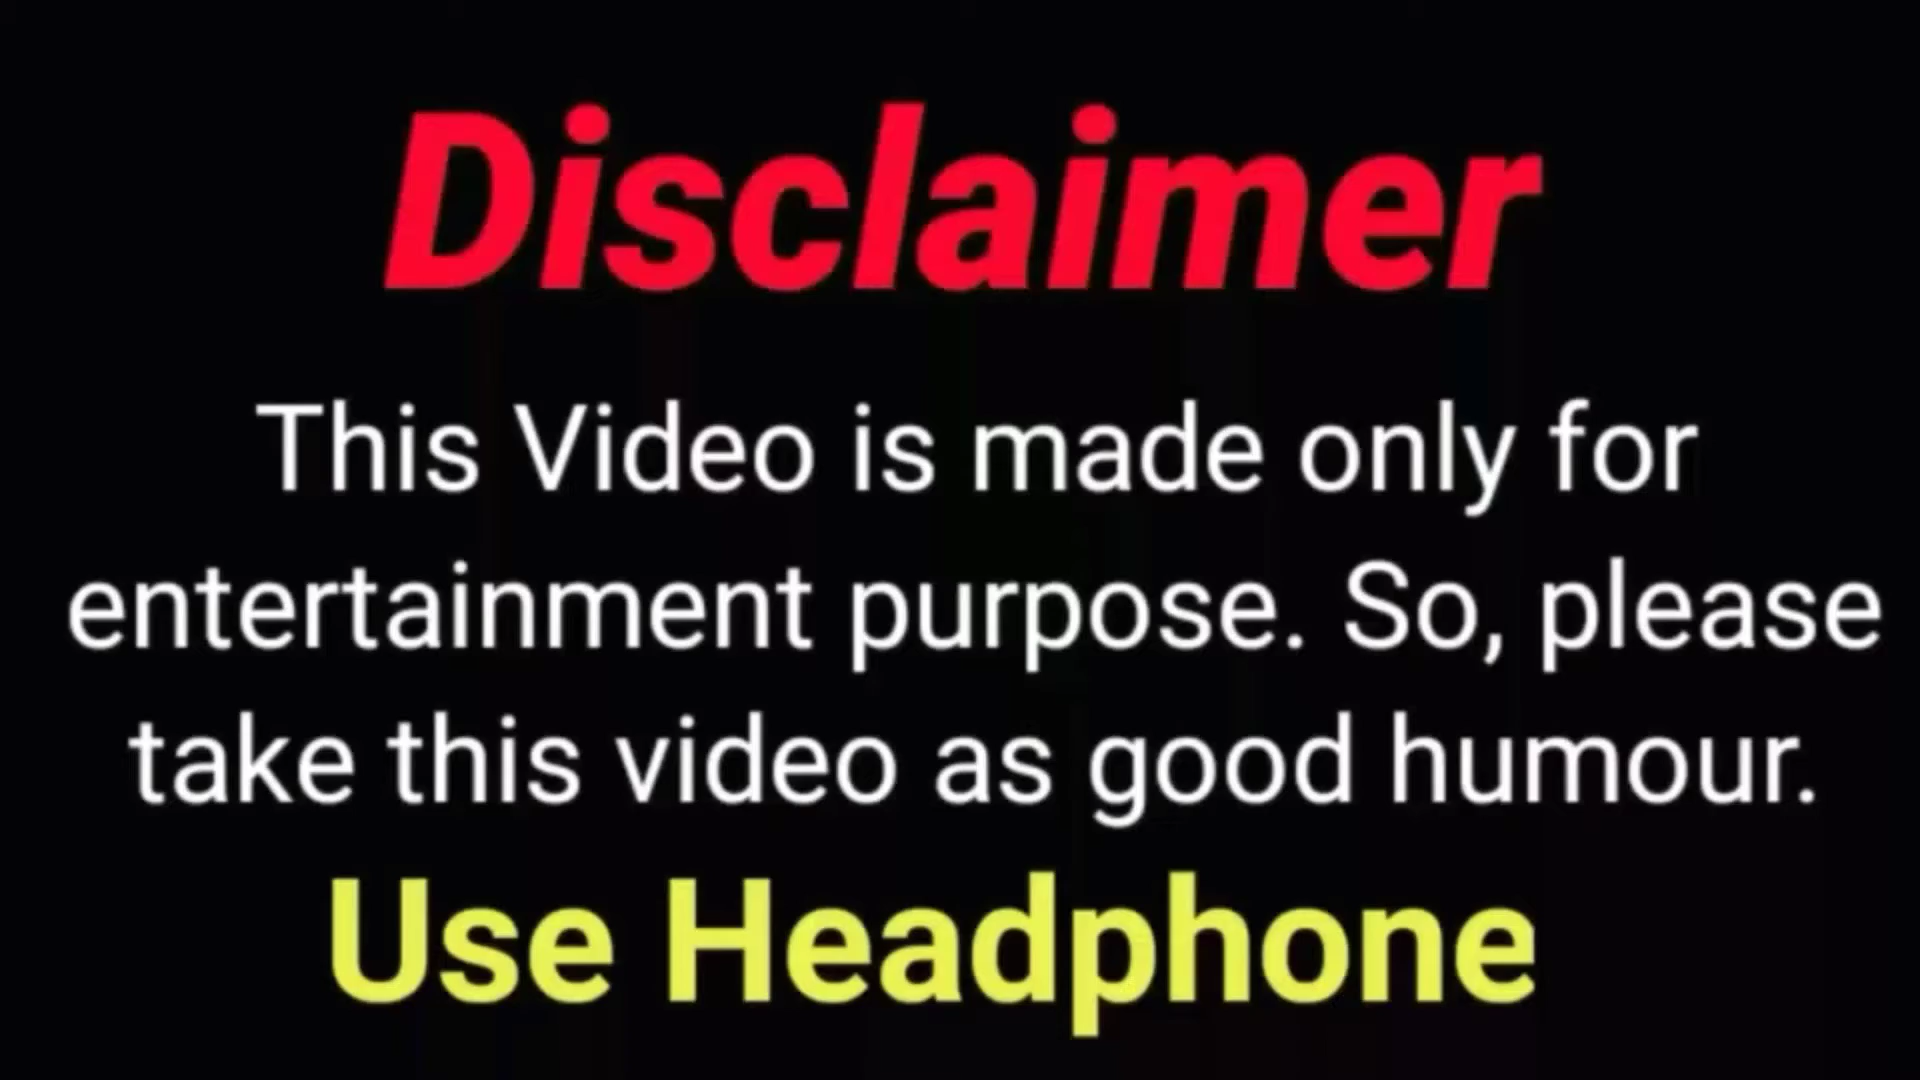 Disclaimer
This Video is made only for
entertainment purpose. So, please
take this video as good humour.
Use Headphone